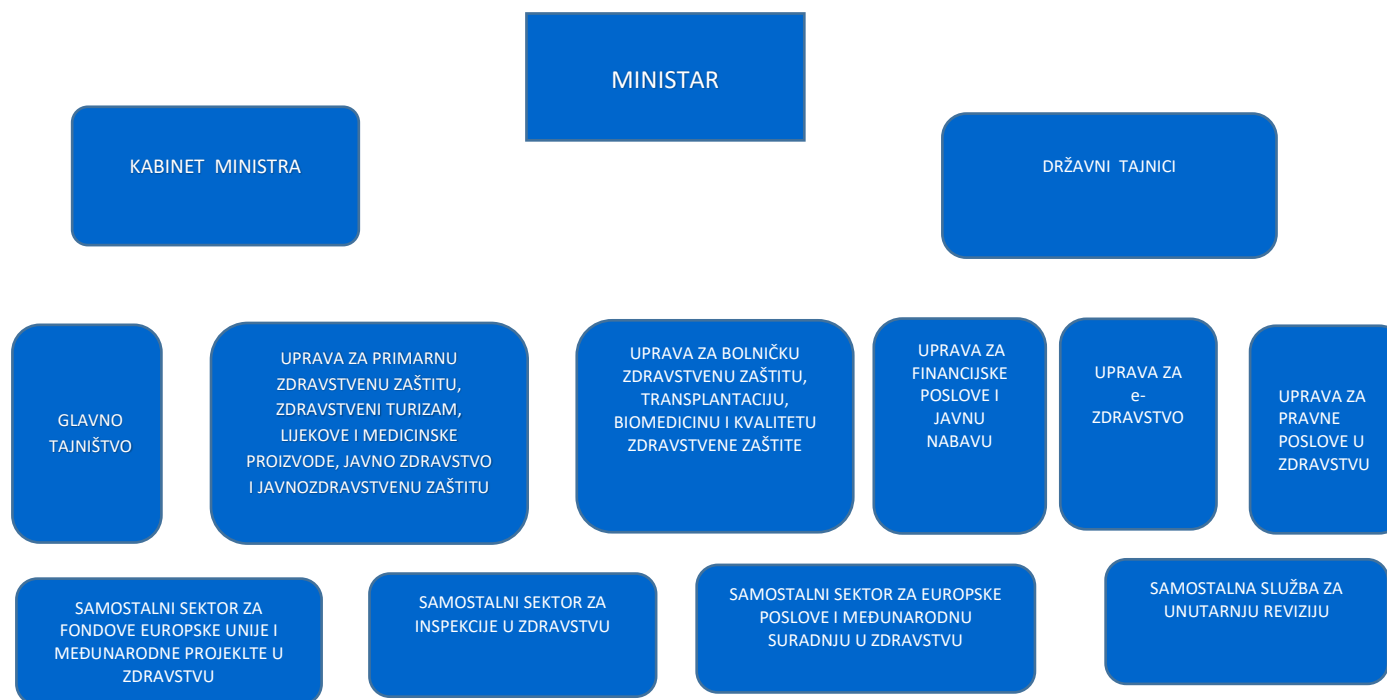 MINISTAR
KABINET MINISTRA
DRŽAVNI TAJNICI
GLAVNO
TAJNIŠTVO
UPRAVA ZA PRIMARNU
ZDRAVSTVENU ZAŠTITU,
ZDRAVSTVENI TURIZAM,
LIJEKOVE I MEDICINSKE
PROIZVODE, JAVNO ZDRAVSTVO
I JAVNOZDRAVSTVENU ZAŠTITU
UPRAVA ZA BOLNIČKU
ZDRAVSTVENU ZAŠTITU,
TRANSPLANTACIJU,
BIOMEDICINU I KVALITETU
ZDRAVSTVENE ZAŠTITE
UPRAVA ZA
FINANCIJSKE
POSLOVE I
JAVNU
NABAVU
UPRAVA ZA
e-
ZDRAVSTVO
UPRAVA ZA
PRAVNE
POSLOVE U
ZDRAVSTVU
SAMOSTALNI SEKTOR ZA
FONDOVE EUROPSKE UNIJE I
MEĐUNARODNE PROJEKLTE U
ZDRAVSTVU
SAMOSTALNI SEKTOR ZA
INSPEKCIJE U ZDRAVSTVU
SAMOSTALNI SEKTOR ZA EUROPSKE
POSLOVE I MEĐUNARODNU
SURADNJU U ZDRAVSTVU
SAMOSTALNA SLUŽBA ZA
UNUTARNJU REVIZIJU